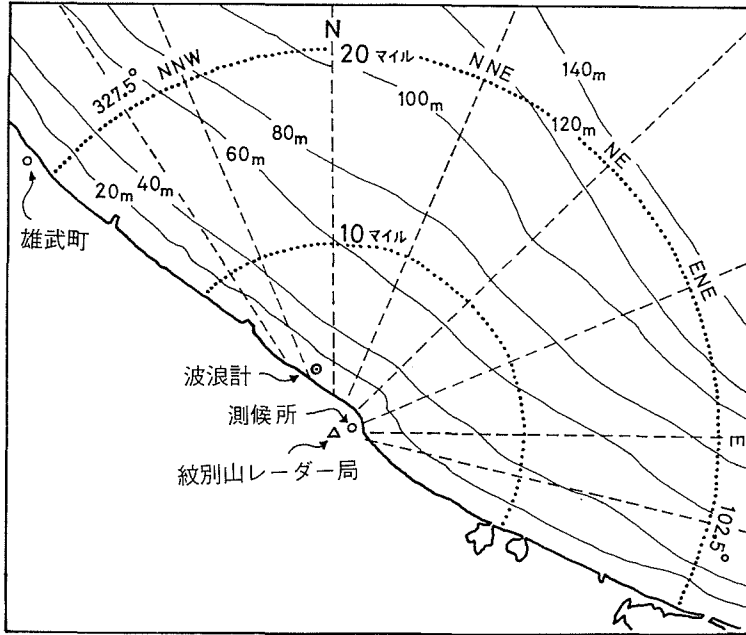 N
20 マイル
NNW
327.5°
NNE
140m
100m
120m
80m
60m
NE
40m
20m
雄武町
10 マイル
ENE
波浪計
測候所
E
紋別山レーダー局
102.5°